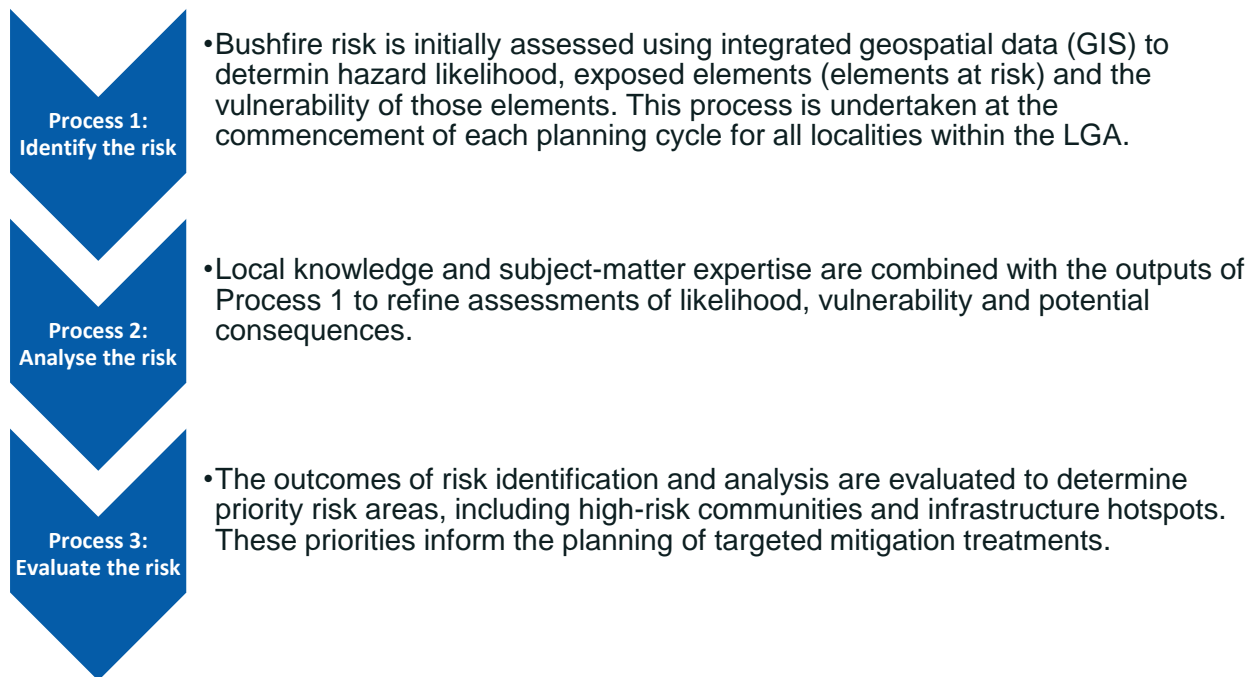 Process 1:
Identify the risk
•Bushfire risk is initially assessed using integrated geospatial data (GIS) to
determin hazard likelihood, exposed elements (elements at risk) and the
vulnerability of those elements. This process is undertaken at the
commencement of each planning cycle for all localities within the LGA.
Process 2:
Analyse the risk
•Local knowledge and subject-matter expertise are combined with the outputs of
Process 1 to refine assessments of likelihood, vulnerability and potential
consequences.
Process 3:
Evaluate the risk
•The outcomes of risk identification and analysis are evaluated to determine
priority risk areas, including high-risk communities and infrastructure hotspots.
These priorities inform the planning of targeted mitigation treatments.